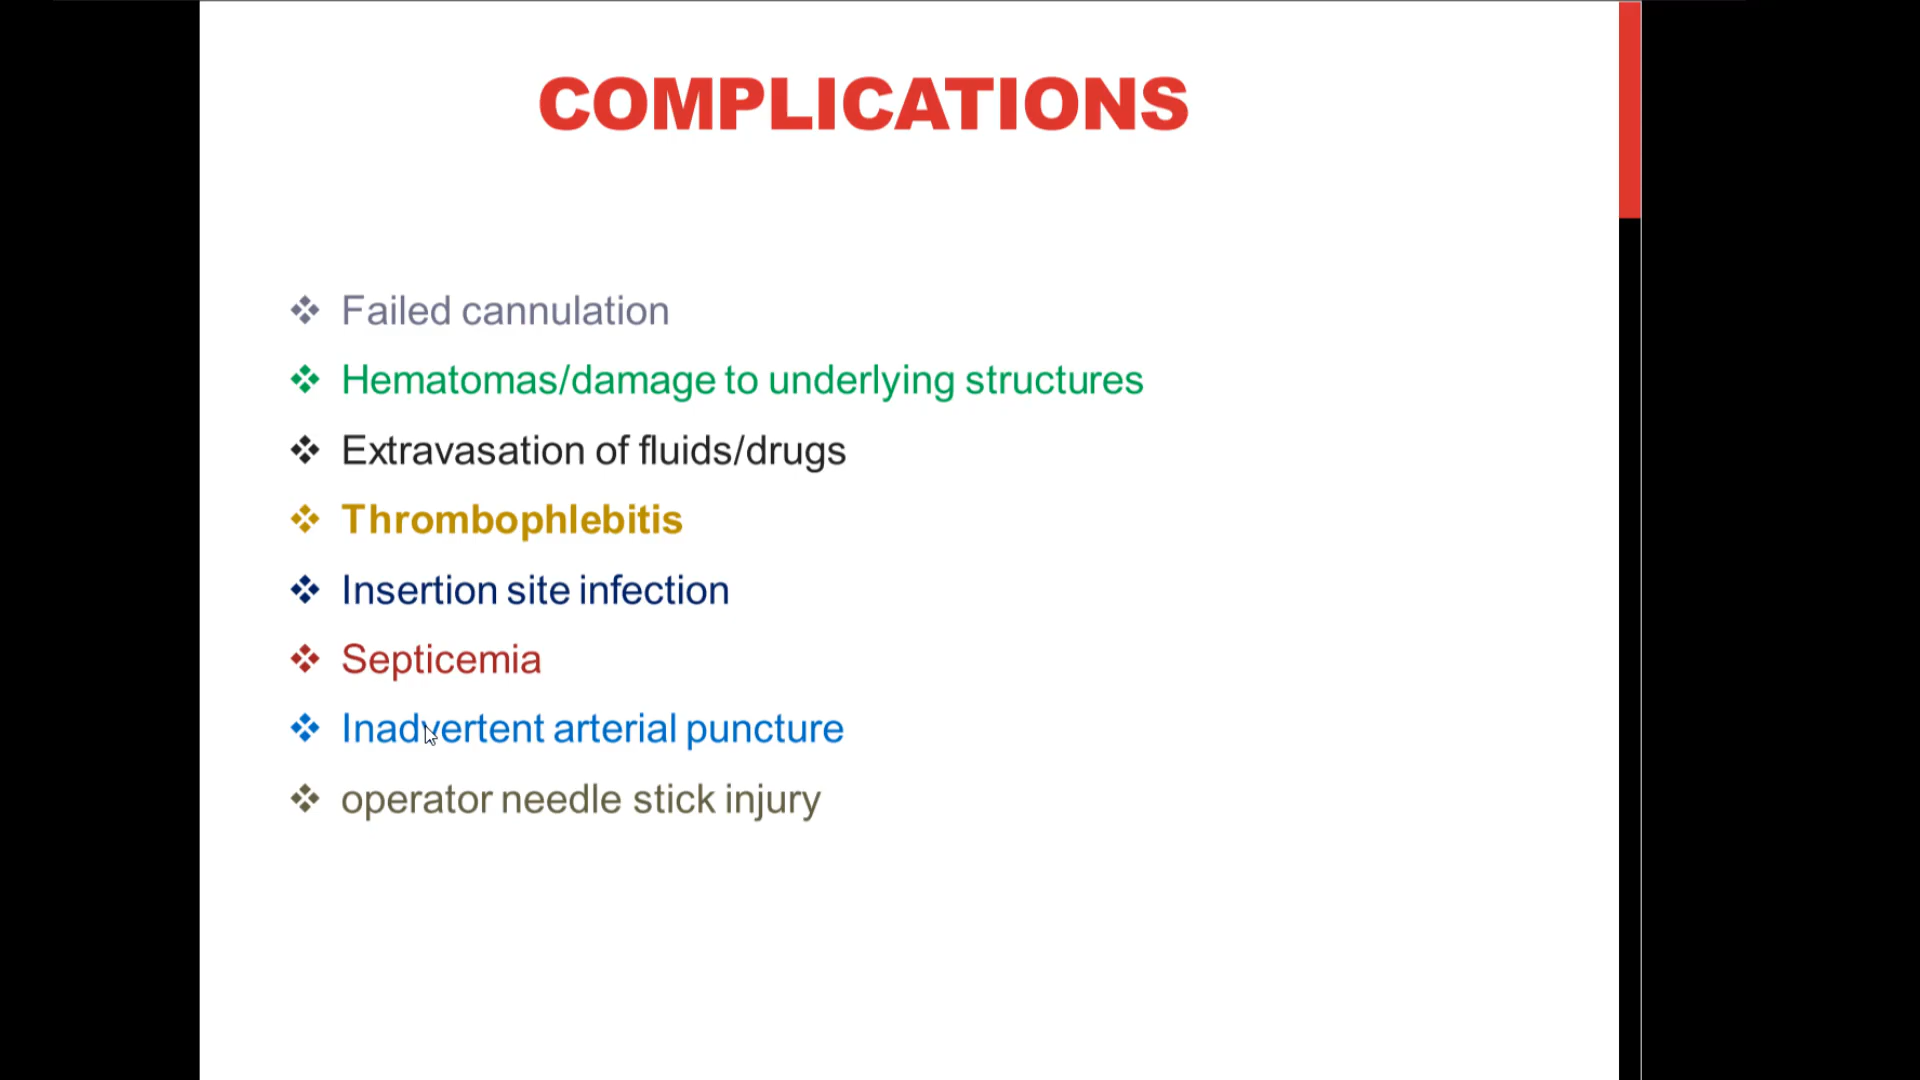 COMPLICATIONS
Failed cannulation
Hematomas/damage to underlying structures
Extravasation of fluids/drugs
Thrombophlebitis
Insertion site infection
Septicemia
Inadvertent arterial puncture
operator needle stick injury